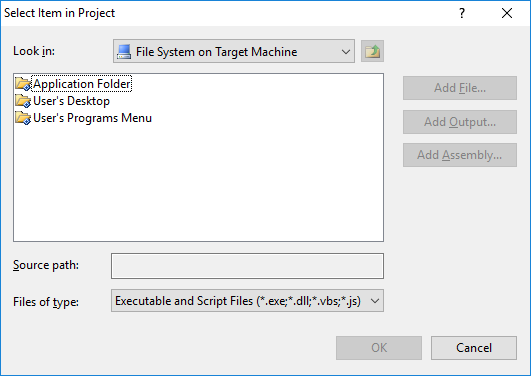 Select Item in Project
Look in:
File System on Target Machine
Application Folder
User's Desktop
User's Programs Menu
Add File...
Add Output...
Add Assembly...
Source path:
Files of type:
Executable and Script Files (*.exe;*.dll;*.vbs;*.js)
OK
Cancel